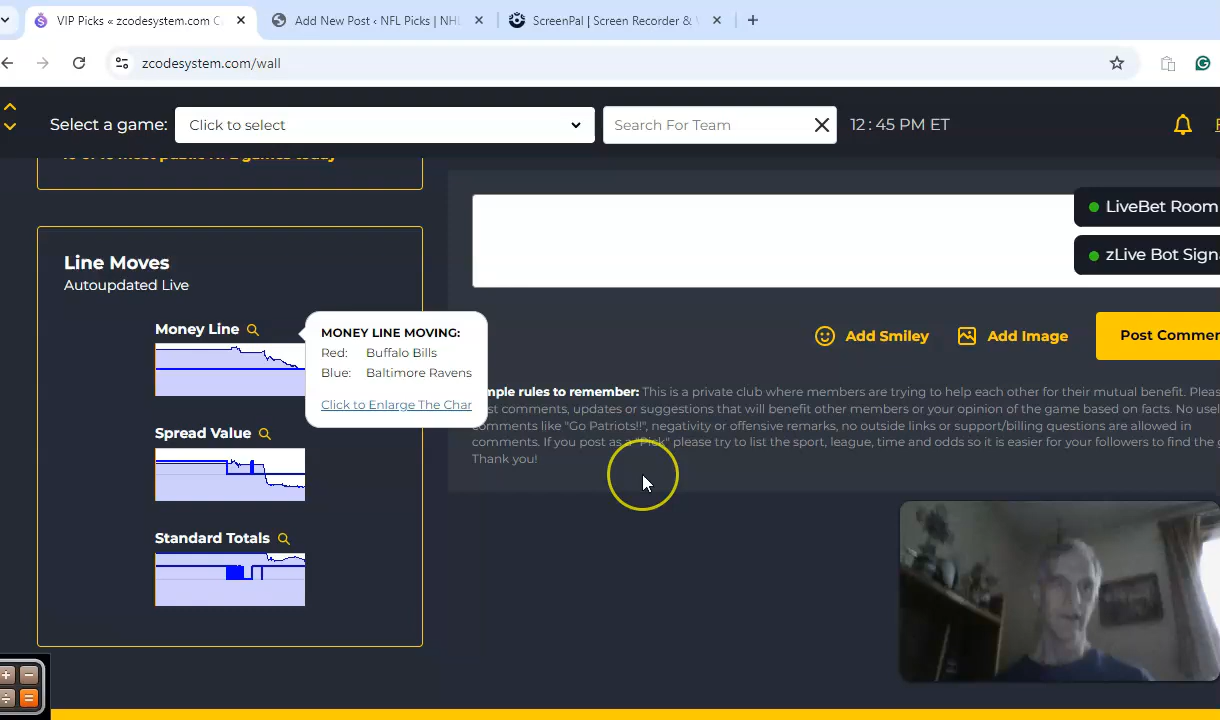 VIP Picks « zcodesystem.com C
Add New Post ‹ NFL Picks | NHL
ScreenPal | Screen Recorder &
zcodesystem.com/wall
Select a game:
Click to select
Search For Team
12 : 45 PM ET
LiveBet Room
zLive Bot Sign
Line Moves
Autoupdated Live
Money Line
MONEY LINE MOVING:
Red: Buffalo Bills
Blue: Baltimore Ravens
Click to Enlarge The Char
Spread Value
Standard Totals
Add Smiley
Add Image
Post Commer
mple rules to remember: This is a private club where members are trying to help each other for their mutual benefit. Pleas
st comments, updates or suggestions that will benefit other members or your opinion of the game based on facts. No usel
comments like "Go Patriots!!", negativity or offensive remarks, no outside links or support/billing questions are allowed in
comments. If you post as a "Pick" please try to list the sport, league, time and odds so it is easier for your followers to find the g
Thank you!